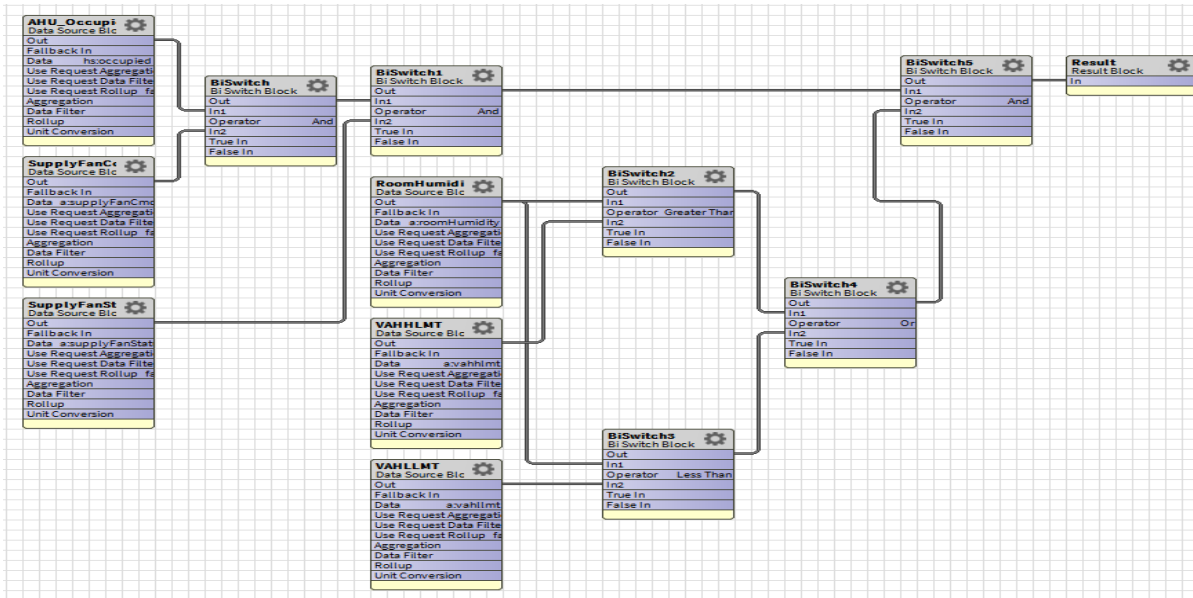 AHU_Occupi
Data Source Blc
Out
Fallback In
Data hs:occupied
Use Request Aggregati
Use Request Data Filte
Use Request Rollup fa
Aggregation
Data Filter
Rollup
Unit Conversion
SupplyFanCo
Data Source Blc
Out
Fallback In
Data a:supplyFanCmd
Use Request Aggregati
Use Request Data Filte
Use Request Rollup fa
Aggregation
Data Filter
Rollup
Unit Conversion
SupplyFanSt
Data Source Blc
Out
Fallback In
Data a:supplyFanStat
Use Request Aggregati
Use Request Data Filte
Use Request Rollup fa
Aggregation
Data Filter
Rollup
Unit Conversion
BiSwitch
Bi Switch Block
Out
In1
Operator And
In2
True In
False In
BiSwitch1
Bi Switch Block
Out
In1
Operator And
In2
True In
False In
RoomHumidi
Data Source Blc
Out
Fallback In
Data a:roomHumidity
Use Request Aggregati
Use Request Data Filte
Use Request Rollup fa
Aggregation
Data Filter
Rollup
Unit Conversion
VAHHLMT
Data Source Blc
Out
Fallback In
Data a:vahhlmt
Use Request Aggregati
Use Request Data Filte
Use Request Rollup fa
Aggregation
Data Filter
Rollup
Unit Conversion
VAHLLMT
Data Source Blc
Out
Fallback In
Data a:vahllmt
Use Request Aggregati
Use Request Data Filte
Use Request Rollup fa
Aggregation
Data Filter
Rollup
Unit Conversion
BiSwitch2
Bi Switch Block
Out
In1
Operator Greater Than
In2
True In
False In
BiSwitch3
Bi Switch Block
Out
In1
Operator Less Than
In2
True In
False In
BiSwitch4
Bi Switch Block
Out
In1
Operator Or
In2
True In
False In
BiSwitch5
Bi Switch Block
Out
In1
Operator And
In2
True In
False In
Result
Result Block
In